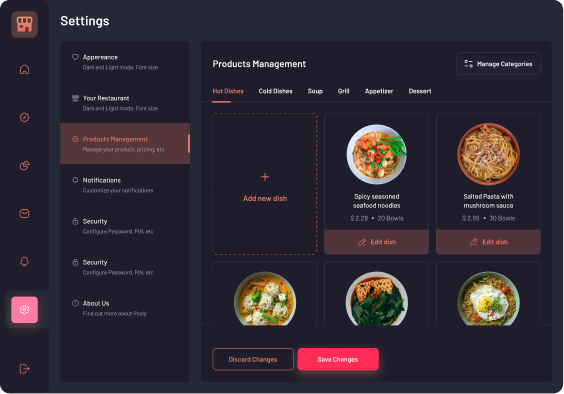 Settings
Appereance
Dark and Light mode, Font size
Your Restaurant
Dark and Light mode, Font size
Products Management
Manage your product, pricing, etc
Notifications
Customize your notifications
Security
Configure Password, PIN, etc
Security
Configure Password, PIN, etc
About Us
Find out more about Posly
Products Management
Manage Categories
Hot Dishes Cold Dishes Soup Grill Appetizer Dessert
Add new dish
Spicy seasoned
seafood noodles
$ 2.29 • 20 Bowls
Edit dish
Salted Pasta with
mushroom sauce
$ 2.69 • 30 Bowls
Edit dish
Discard Changes
Save Changes